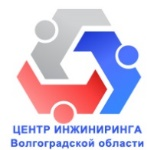 ЦЕНТР ИНЖИНИРИНГА
Волгоградской области